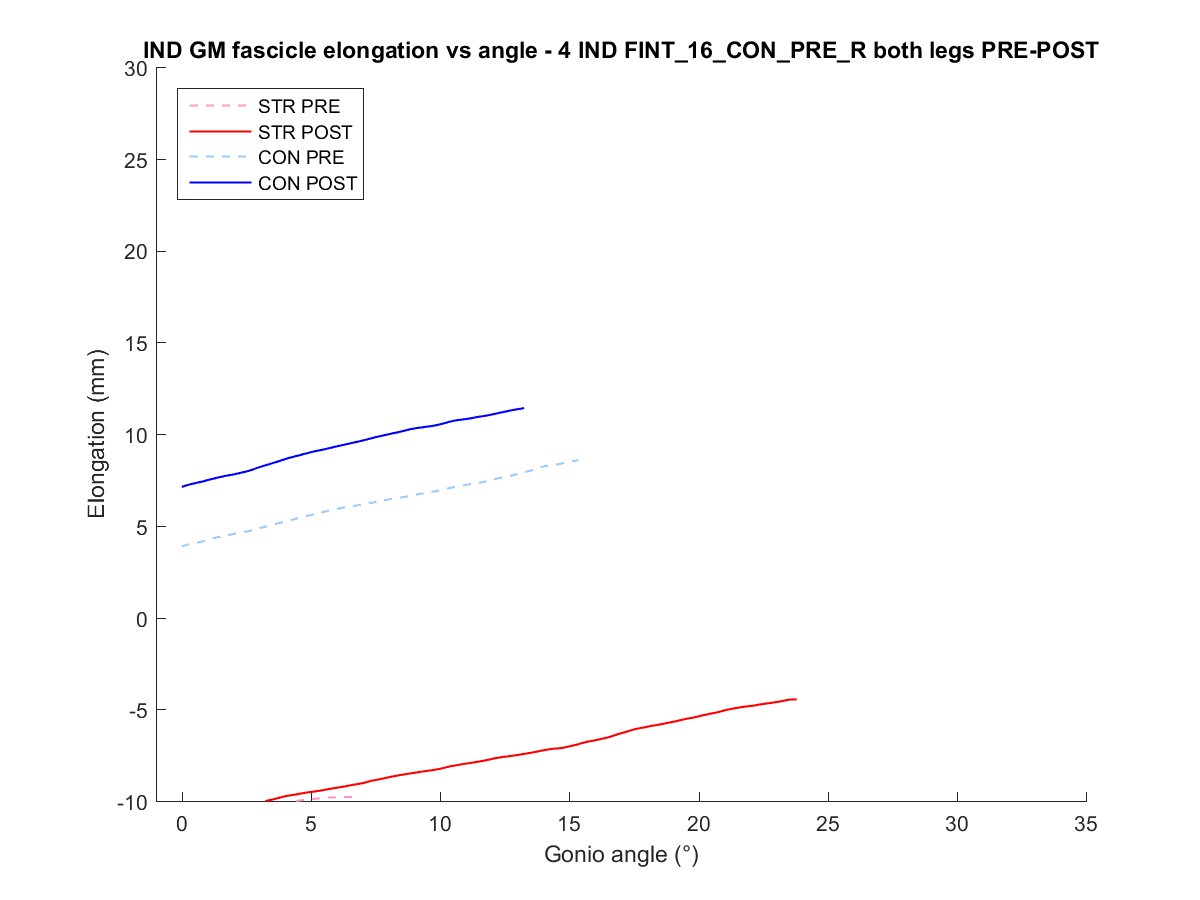 IND GM fascicle elongation vs angle - 4 IND FINT_16_CON_PRE_R both legs PRE-POST
30
25
20
15
10
5
0
-5
-10
STR PRE
STR POST
CON PRE
CON POST
Elongation (mm)
0 5 10 15 20 25 30 35
Gonio angle (°)